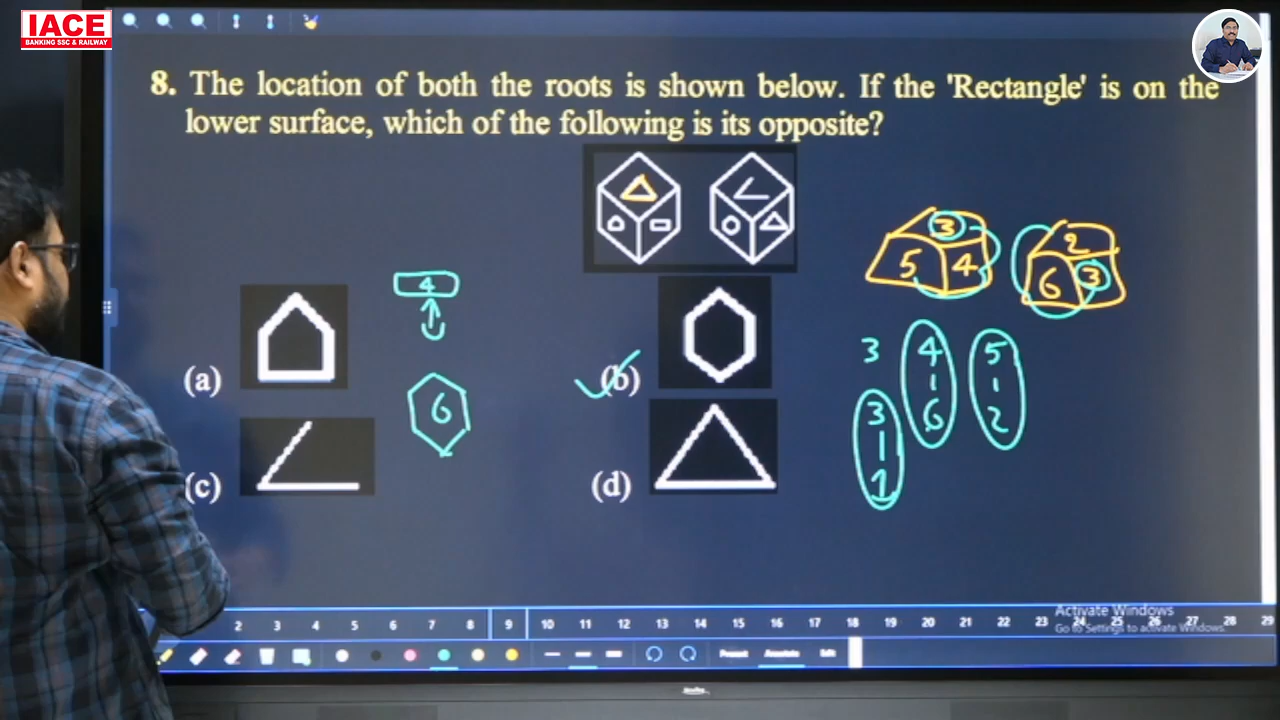 IACE
BANKING SSC & RAILWAY
8. The location of both the roots is shown below. If the 'Rectangle' is on the
lower surface, which of the following is its opposite?
3
5 4
2
6 3
4
6
(a)
(b)
(c)
(d)
3 4 5
3 1 1
1 6 2
1
Activate Windows
Go to Settings to activate Windows.
2 3 4 5 6 7 8 9 10 11 12 13 14 15 16 17 18 19 20 21 22 23 24 25 26 27 28 29
Present Annotate Edit